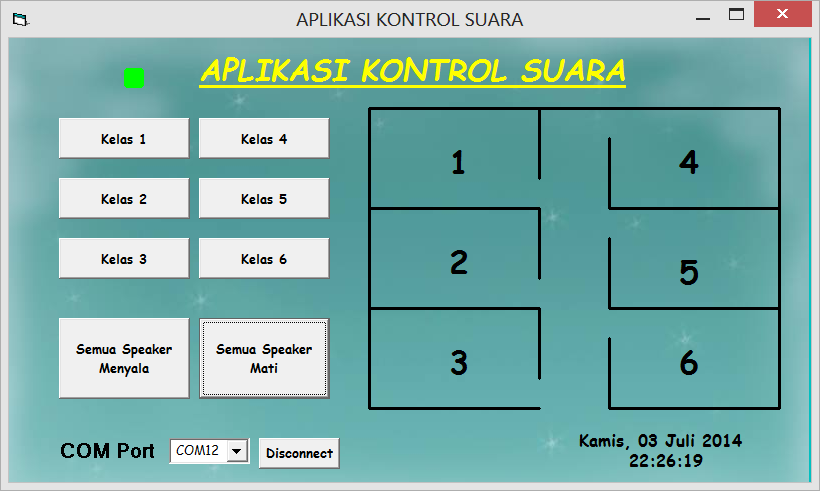 APLIKASI KONTROL SUARA
APLIKASI KONTROL SUARA
Kelas 1
Kelas 4
Kelas 2
Kelas 5
Kelas 3
Kelas 6
Semua Speaker
Menyala
Semua Speaker
Mati
1
4
2
5
3
6
COM Port
COM12
Disconnect
Kamis, 03 Juli 2014
22:26:19